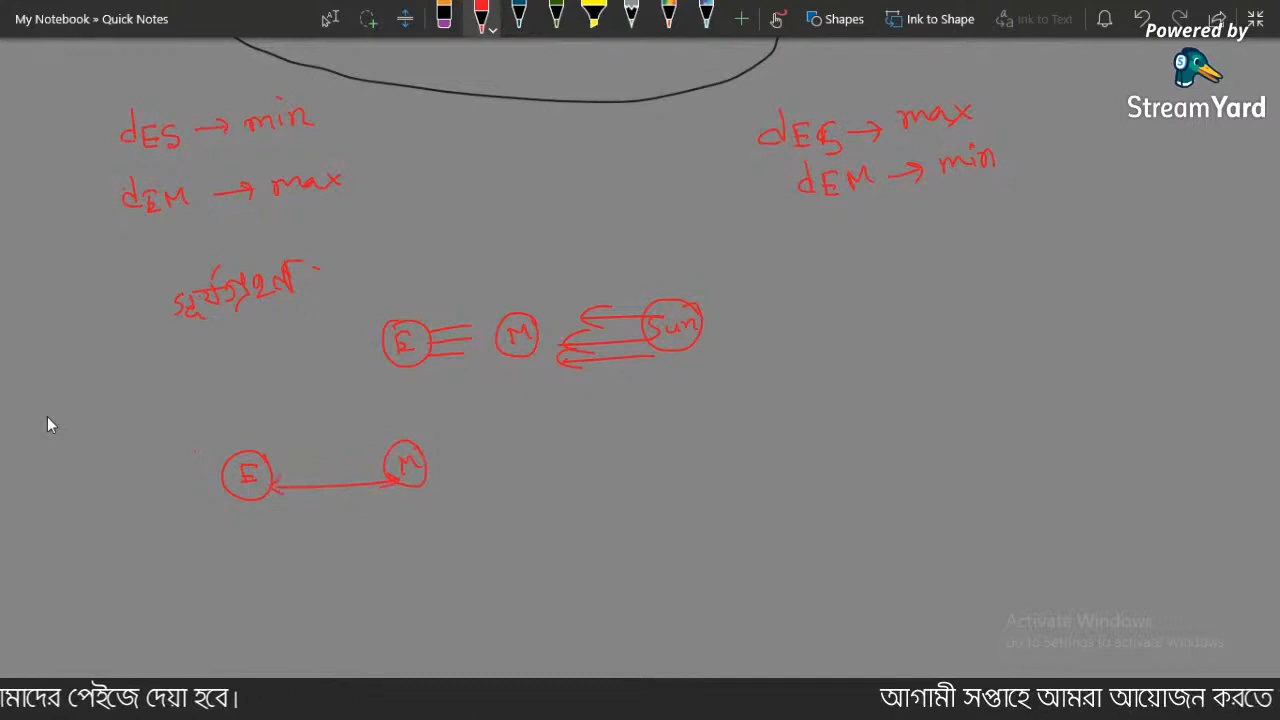 My Notebook » Quick Notes
Shapes
Ink to Shape
Ink to Text
Powered by
StreamYard
dES → min
dES → max
dEM → max
dEM → min
সূর্যগ্রহণ
E M Sun
E M
Activate Windows
Go to Settings to activate Windows.
মাদের পেইজে দেয়া হবে। আগামী সপ্তাহে আমরা আয়োজন করতে